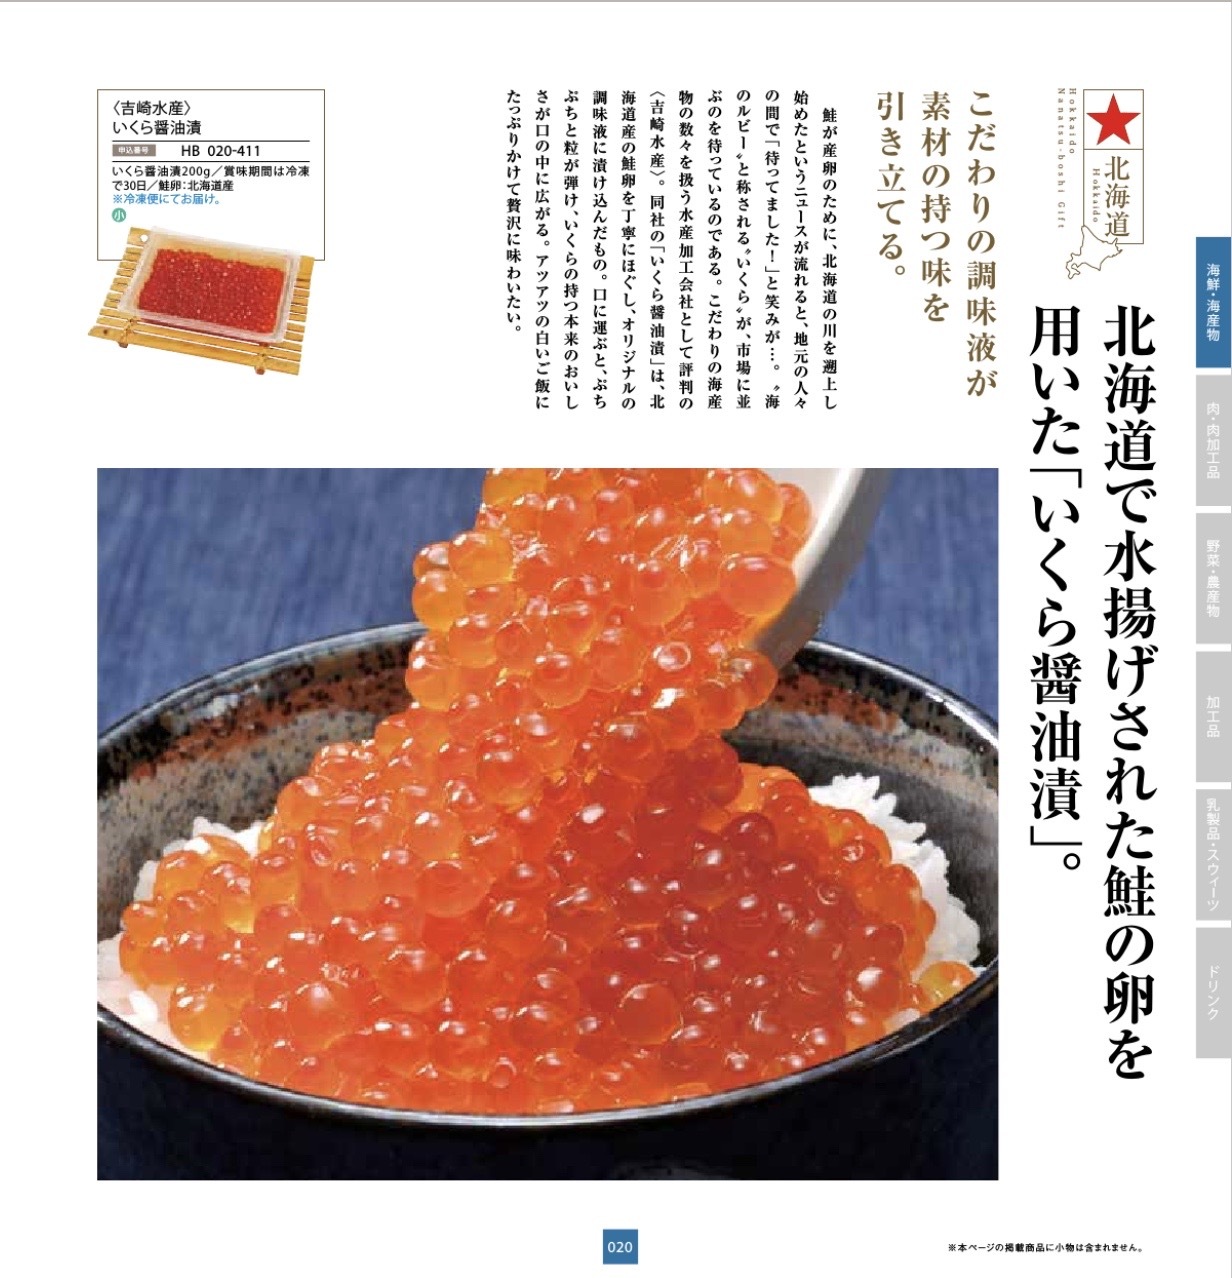 北海道
Hokkaido
Hokkaido
Nanatsu-boshi Gift
北海道で水揚げされた鮭の卵を
用いた「いくら醤油漬」。
こだわりの調味液が
素材の持つ味を
引き立てる。
鮭が産卵のために、北海道の川を遡上し
始めたというニュースが流れると、地元の人々
の間で「待ってました！」と笑みが…。〝海
のルビー〟と称される〝いくら〟が、市場に並
ぶのを待っているのである。こだわりの海産
物の数々を扱う水産加工会社として評判の
〈吉崎水産〉。同社の「いくら醤油漬」は、北
海道産の鮭卵を丁寧にほぐし、オリジナルの
調味液に漬け込んだもの。口に運ぶと、ぷち
ぷちと粒が弾け、いくらの持つ本来のおいし
さが口の中に広がる。アツアツの白いご飯に
たっぷりかけて贅沢に味わいたい。
〈吉崎水産〉
いくら醤油漬
申込番号 HB 020-411
いくら醤油漬200g／賞味期間は冷凍
で30日／鮭卵：北海道産
※冷凍便にてお届け。
小
海鮮・海産物
肉・肉加工品
野菜・農産物
加工品
乳製品・スウィーツ
ドリンク
020
※本ページの掲載商品に小物は含まれません。